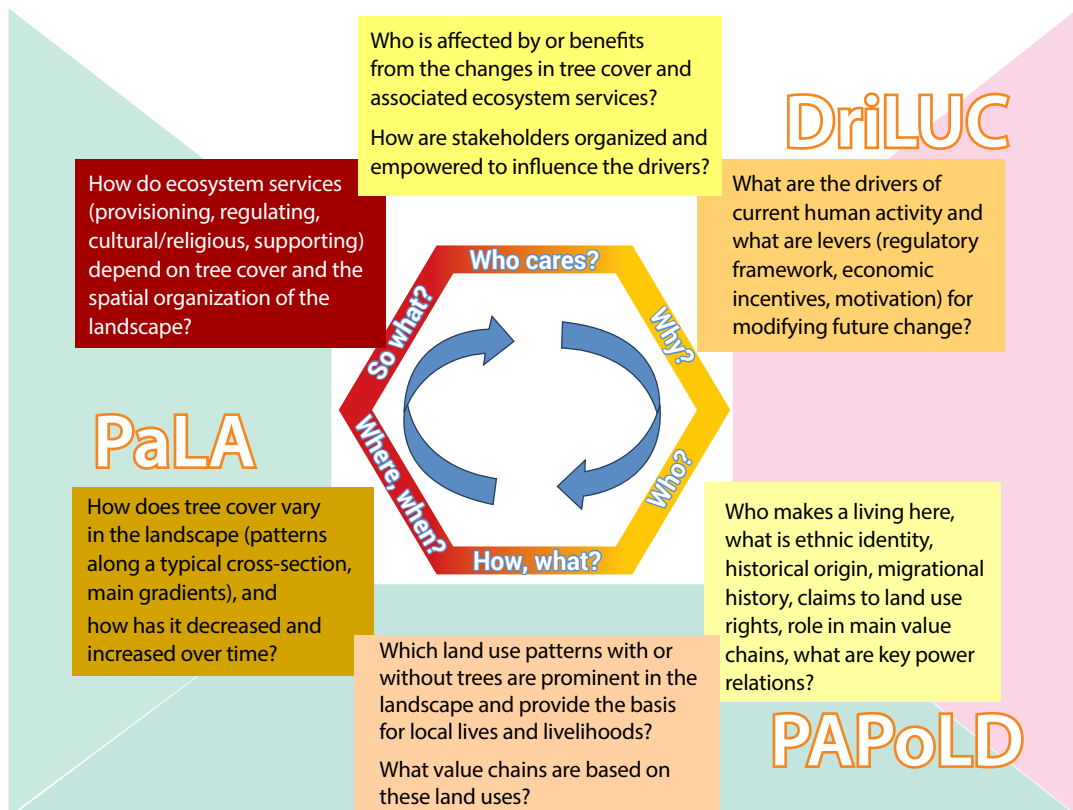 Who is affected by or benefits
from the changes in tree cover and
associated ecosystem services?
How are stakeholders organized and
empowered to influence the drivers?
DriLUC
How do ecosystem services
(provisioning, regulating,
cultural/religious, supporting)
depend on tree cover and the
spatial organization of the
landscape?
What are the drivers of
current human activity and
what are levers (regulatory
framework, economic
incentives, motivation) for
modifying future change?
Who cares?
So what?
Why?
Where, when?
Who?
How, what?
PaLA
How does tree cover vary
in the landscape (patterns
along a typical cross-section,
main gradients), and
how has it decreased and
increased over time?
Who makes a living here,
what is ethnic identity,
historical origin, migrational
history, claims to land use
rights, role in main value
chains, what are key power
relations?
Which land use patterns with or
without trees are prominent in the
landscape and provide the basis
for local lives and livelihoods?
What value chains are based on
these land uses?
PAPoLD